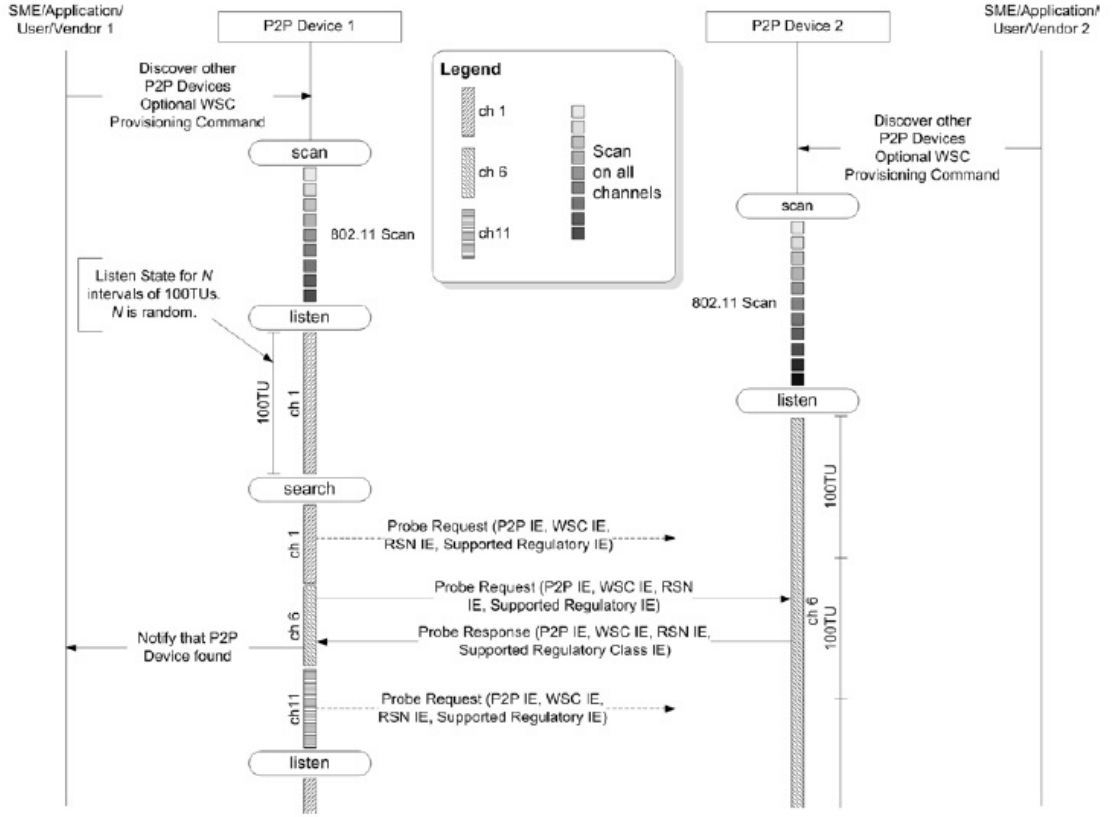 SME/Application/
User/Vendor 1
P2P Device 1
P2P Device 2
SME/Application/
User/Vendor 2
Discover other
P2P Devices
Optional WSC
Provisioning Command
Legend
ch 1
ch 6
ch11
Scan
on all
channels
Discover other
P2P Devices
Optional WSC
Provisioning Command
scan
802.11 Scan
scan
802.11 Scan
Listen State for N
intervals of 100TUs.
N is random.
listen
100TU
ch 1
listen
100TU
search
ch 1
Probe Request (P2P IE, WSC IE,
RSN IE, Supported Regulatory IE)
ch 6
Probe Request (P2P IE, WSC IE, RSN
IE, Supported Regulatory IE)
Probe Response (P2P IE, WSC IE, RSN IE,
Supported Regulatory Class IE)
ch 6
100TU
Notify that P2P
Device found
ch11
Probe Request (P2P IE, WSC IE,
RSN IE, Supported Regulatory IE)
listen